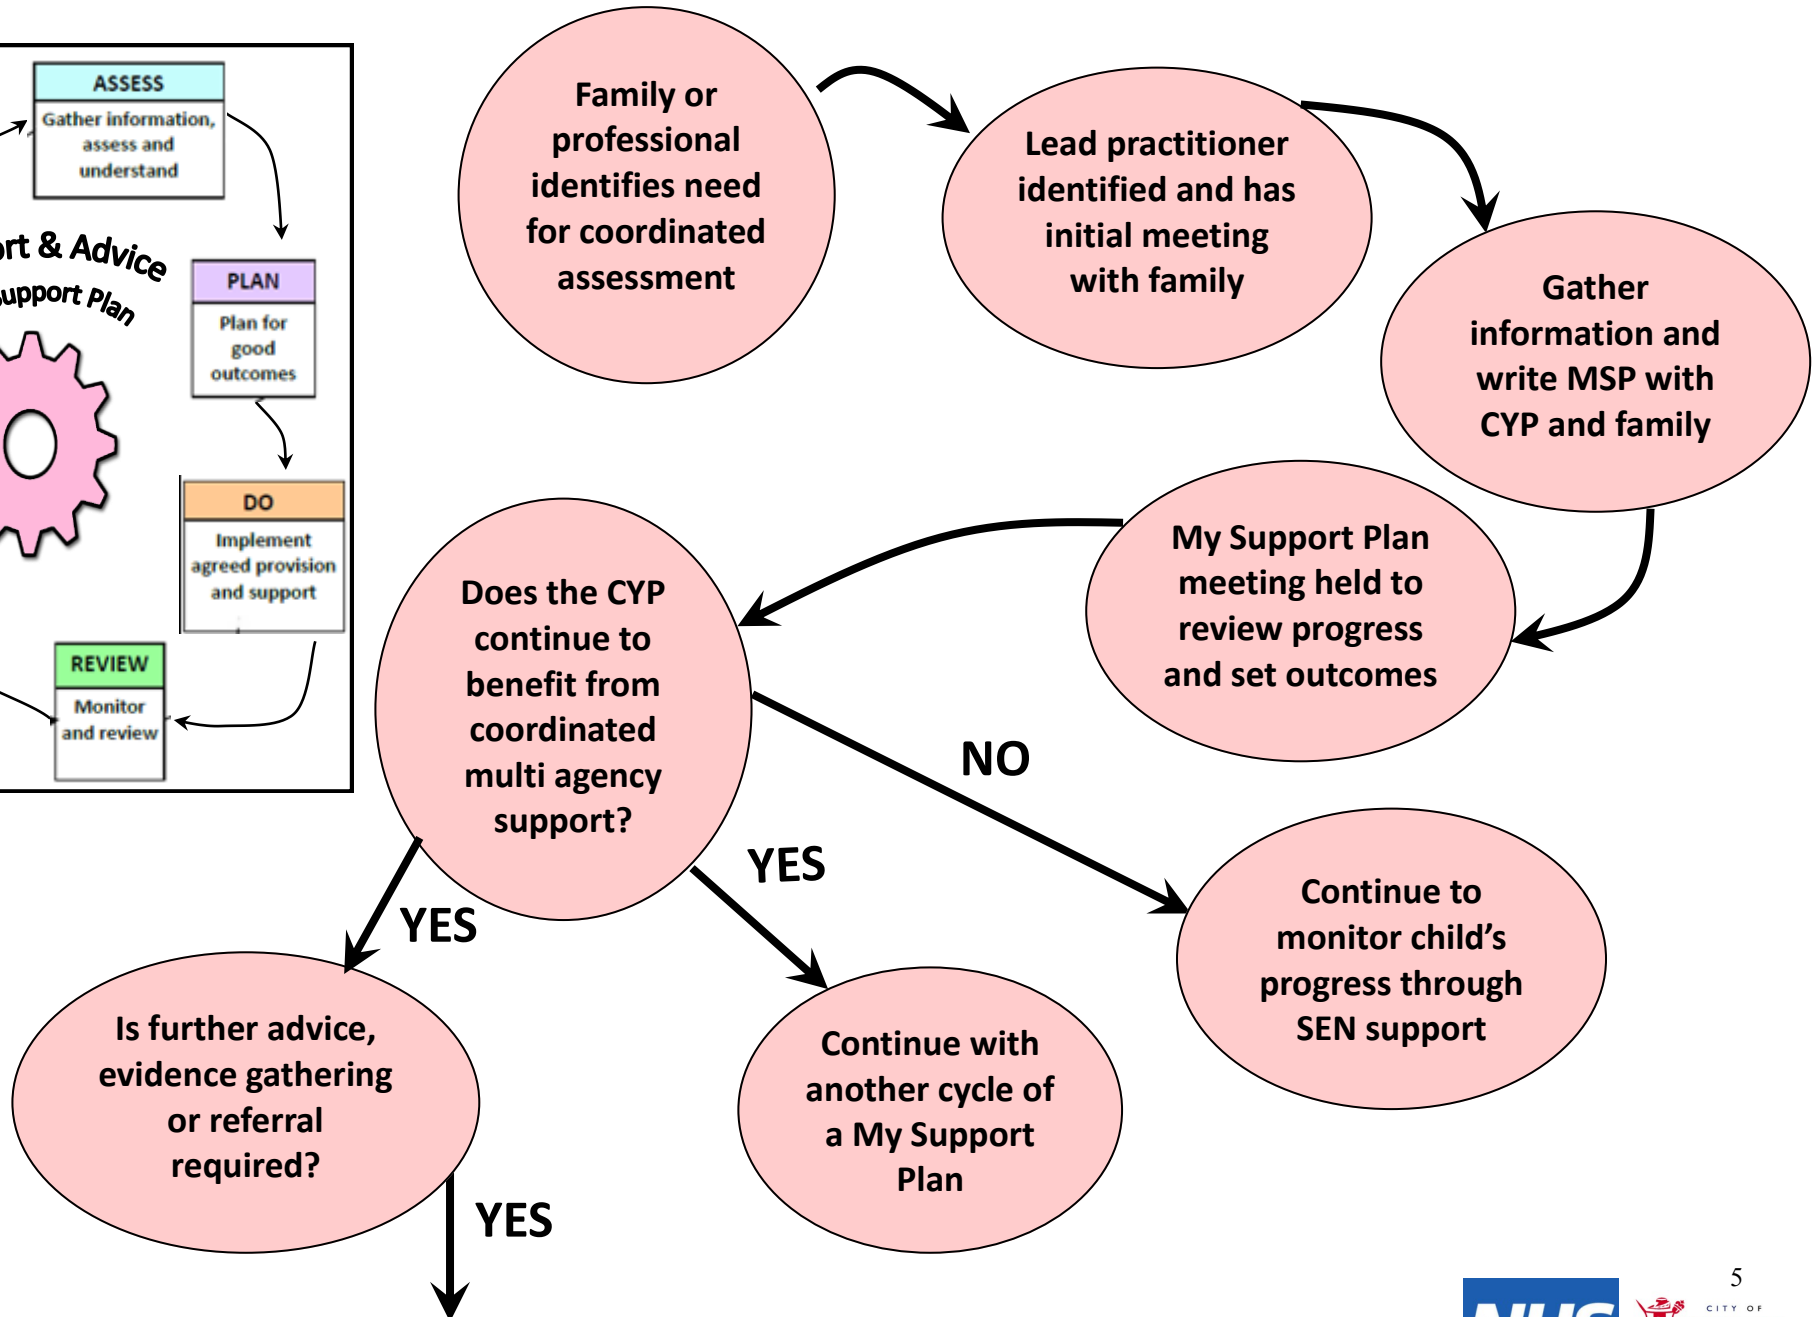 ASSESS
Gather information,
assess and
understand
& Advice
Support Plan
PLAN
Plan for
good
outcomes
DO
Implement
agreed provision
and support
REVIEW
Monitor
and review
Family or
professional
identifies need
for coordinated
assessment
Lead practitioner
identified and has
initial meeting
with family
Gather
information and
write MSP with
CYP and family
My Support Plan
meeting held to
review progress
and set outcomes
Does the CYP
continue to
benefit from
coordinated
multi agency
support?
NO
YES
YES
Continue to
monitor child’s
progress through
SEN support
Is further advice,
evidence gathering
or referral
required?
Continue with
another cycle of
a My Support
Plan
YES
5
NHS
CITY OF